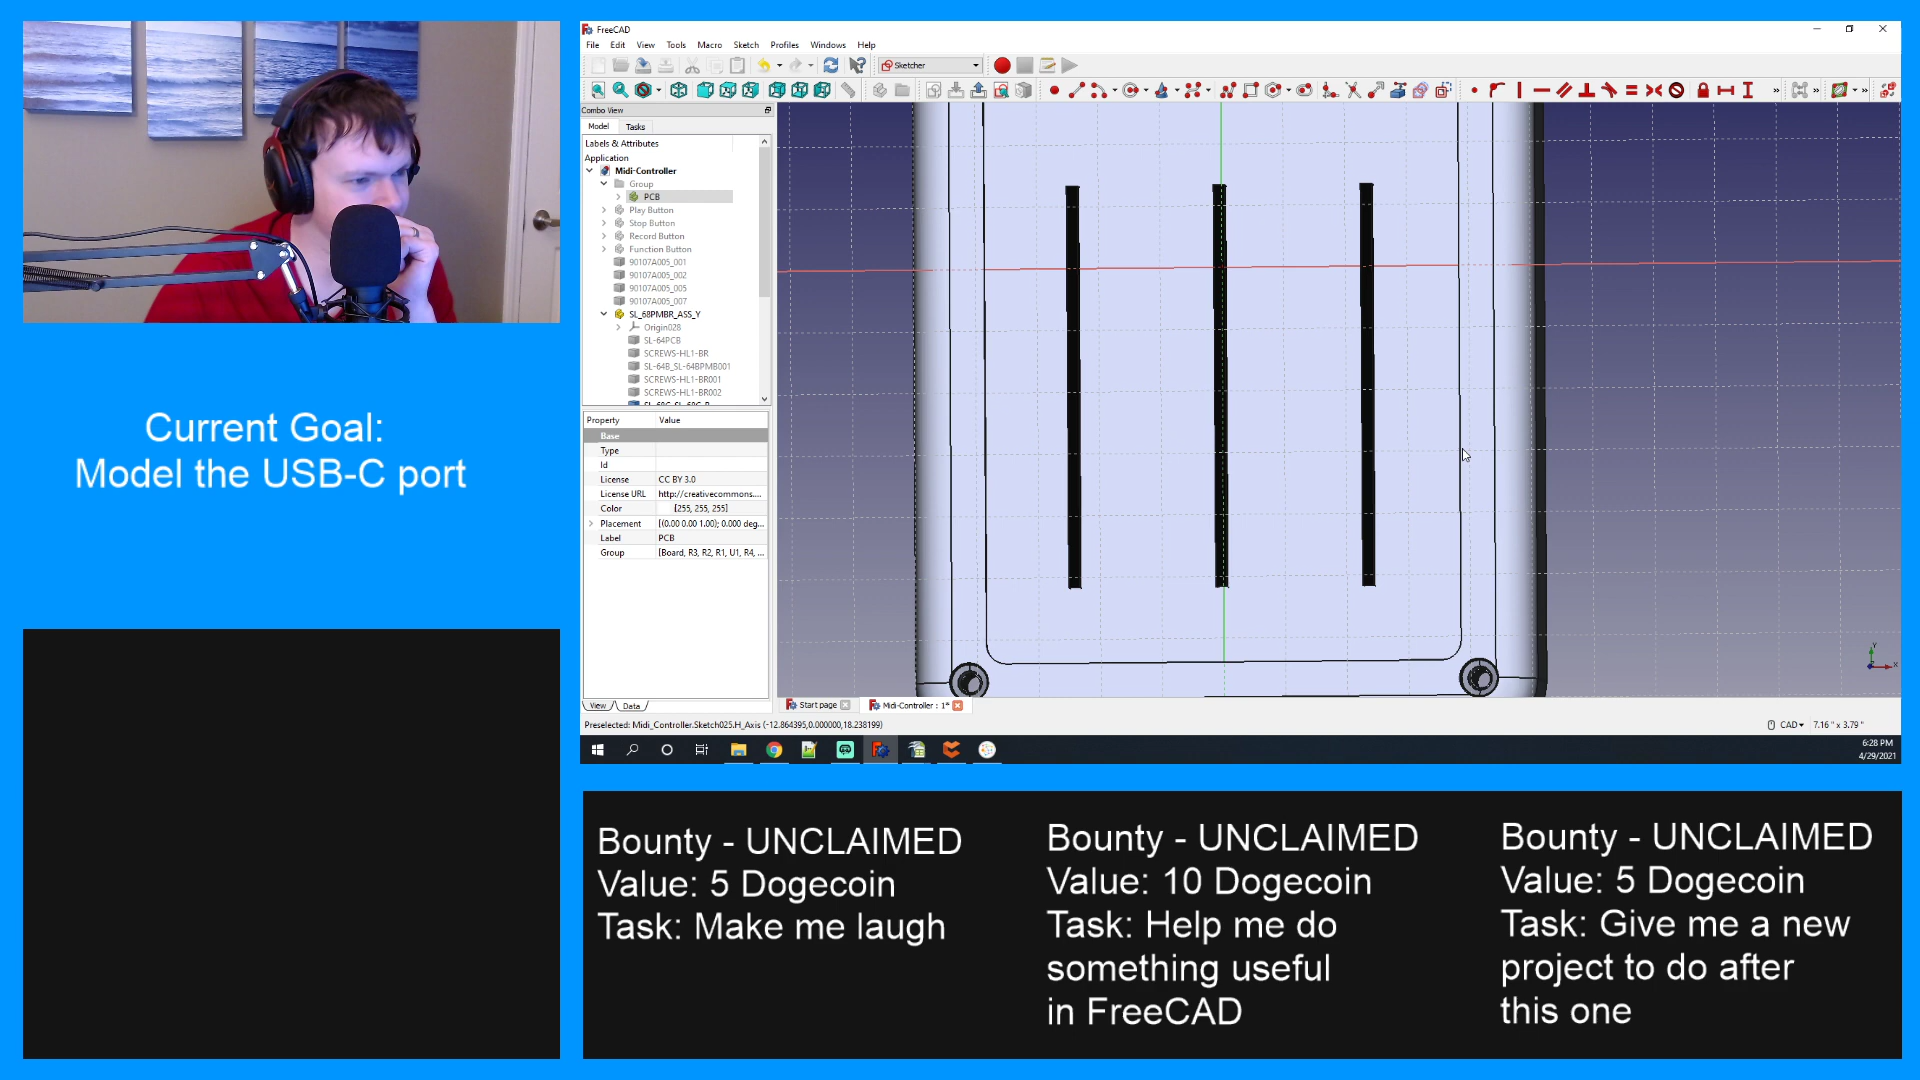 FreeCAD
File Edit View Tools Macro Sketch Profiles Windows Help
Sketcher
Combo View
Model Tasks
Labels & Attributes
Application
Midi-Controller
Group
PCB
Play Button
Stop Button
Record Button
Function Button
90107A005_001
90107A005_002
90107A005_005
90107A005_007
SL_68PMBR_ASS_Y
Origin028
SL-64PCB
SCREWS-HL1-BR
SL-64B_SL-64BPMB001
SCREWS-HL1-BR001
SCREWS-HL1-BR002
Property Value
Base
Type
Id
License CC BY 3.0
License URL http://creativecommons....
Color [255, 255, 255]
Placement [(0.00 0.00 1.00); 0.000 deg...
Label PCB
Group [Board, R3, R2, R1, U1, R4, ...
View Data
Start page
Midi-Controller : 1*
Preselected: Midi_Controller.Sketch025.H_Axis (-12.864395,0.000000,18.238199)
CAD 7.16 " x 3.79 "
6:28 PM
4/29/2021
Y
X
Current Goal:
Model the USB-C port
Bounty - UNCLAIMED
Value: 5 Dogecoin
Task: Make me laugh
Bounty - UNCLAIMED
Value: 10 Dogecoin
Task: Help me do
something useful
in FreeCAD
Bounty - UNCLAIMED
Value: 5 Dogecoin
Task: Give me a new
project to do after
this one